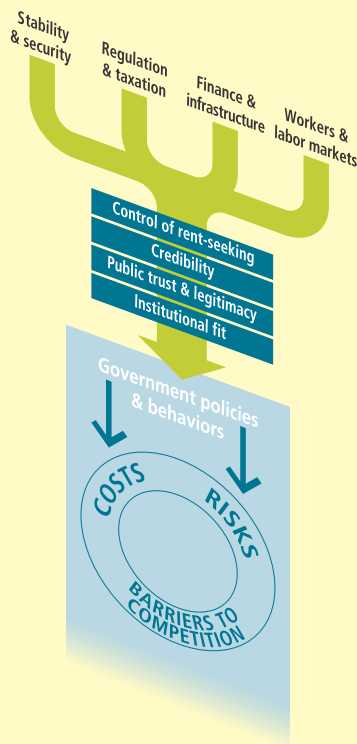 Stability
& security
Regulation
& taxation
Finance &
infrastructure
Workers &
labor markets
Control of rent-seeking
Credibility
Public trust & legitimacy
Institutional fit
Government policies
& behaviors
COSTS
RISKS
BARRIERS TO
COMPETITION